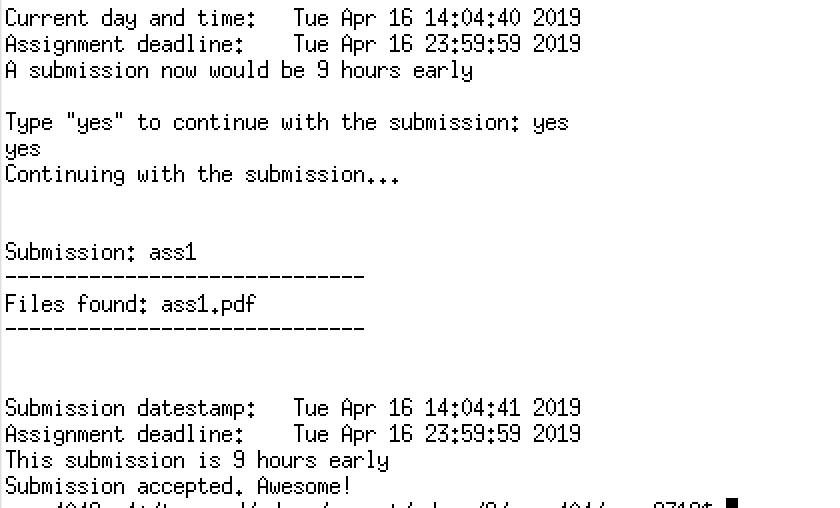 Current day and time:   Tue Apr 16 14:04:40 2019
Assignment deadline:    Tue Apr 16 23:59:59 2019
A submission now would be 9 hours early
Type "yes" to continue with the submission: yes
yes
Continuing with the submission...
Submission: ass1
------------------------------
Files found: ass1.pdf
------------------------------
Submission datestamp:   Tue Apr 16 14:04:41 2019
Assignment deadline:    Tue Apr 16 23:59:59 2019
This submission is 9 hours early
Submission accepted. Awesome!